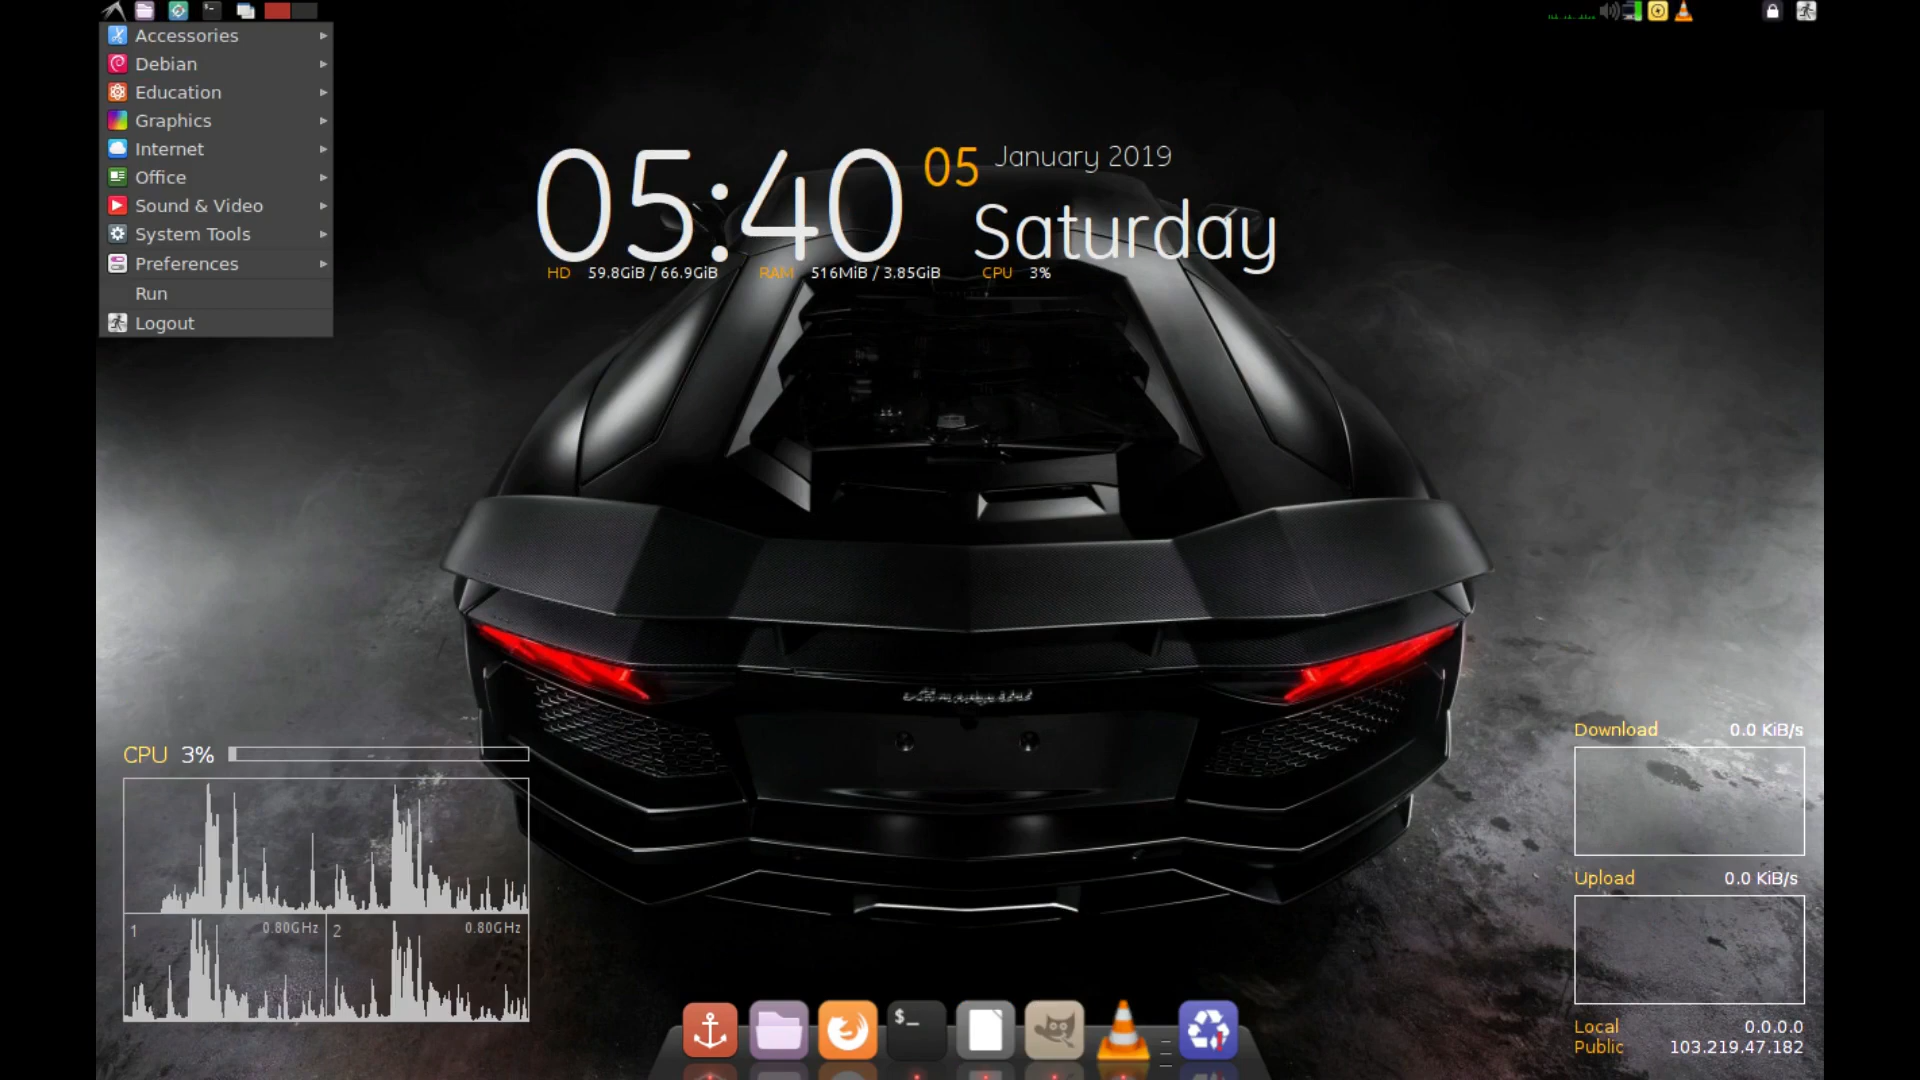 Accessories
Debian
Education
Graphics
Internet
Office
Sound & Video
System Tools
Preferences
Run
Logout
05:40 05 January 2019
Saturday
HD 59.8GiB / 66.9GiB RAM 516MiB / 3.85GiB CPU 3%
CPU 3%
1 0.80GHz 2 0.80GHz
Download 0.0 KiB/s
Upload 0.0 KiB/s
Local 0.0.0.0
Public 103.219.47.182
$_